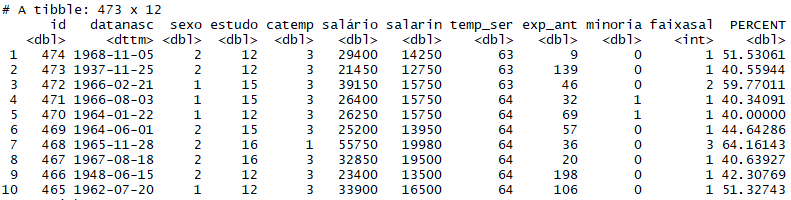 # A tibble: 473 x 12
id datanasc sexo estudo catemp salário salarin temp_ser exp_ant minoria faixasal PERCENT
<dbl> <dttm> <dbl> <dbl> <dbl> <dbl> <dbl> <dbl> <dbl> <dbl> <int> <dbl>
1 474 1968-11-05 2 12 3 29400 14250 63 9 0 1 51.53061
2 473 1937-11-25 2 12 3 21450 12750 63 139 0 1 40.55944
3 472 1966-02-21 1 15 3 39150 15750 63 46 0 2 59.77011
4 471 1966-08-03 1 15 3 26400 15750 64 32 1 1 40.34091
5 470 1964-01-22 1 12 3 26250 15750 64 69 1 1 40.00000
6 469 1964-06-01 2 15 3 25200 13950 64 57 0 1 44.64286
7 468 1965-11-28 2 16 1 55750 19980 64 36 0 3 64.16143
8 467 1967-08-18 2 16 3 32850 19500 64 20 0 1 40.63927
9 466 1948-06-15 2 12 3 23400 13500 64 198 0 1 42.30769
10 465 1962-07-20 1 12 3 33900 16500 64 106 0 1 51.32743